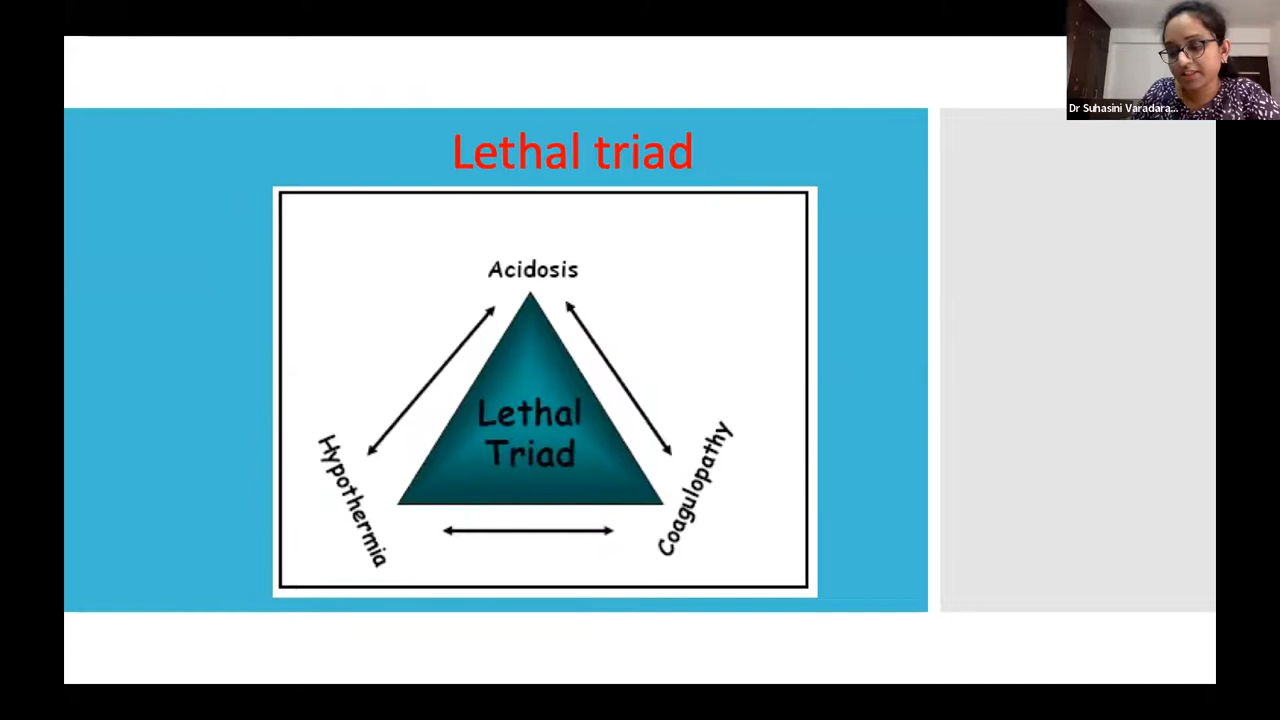 Dr Suhasini Varadara...
Lethal triad
Acidosis
Lethal
Triad
Hypothermia
Coagulopathy